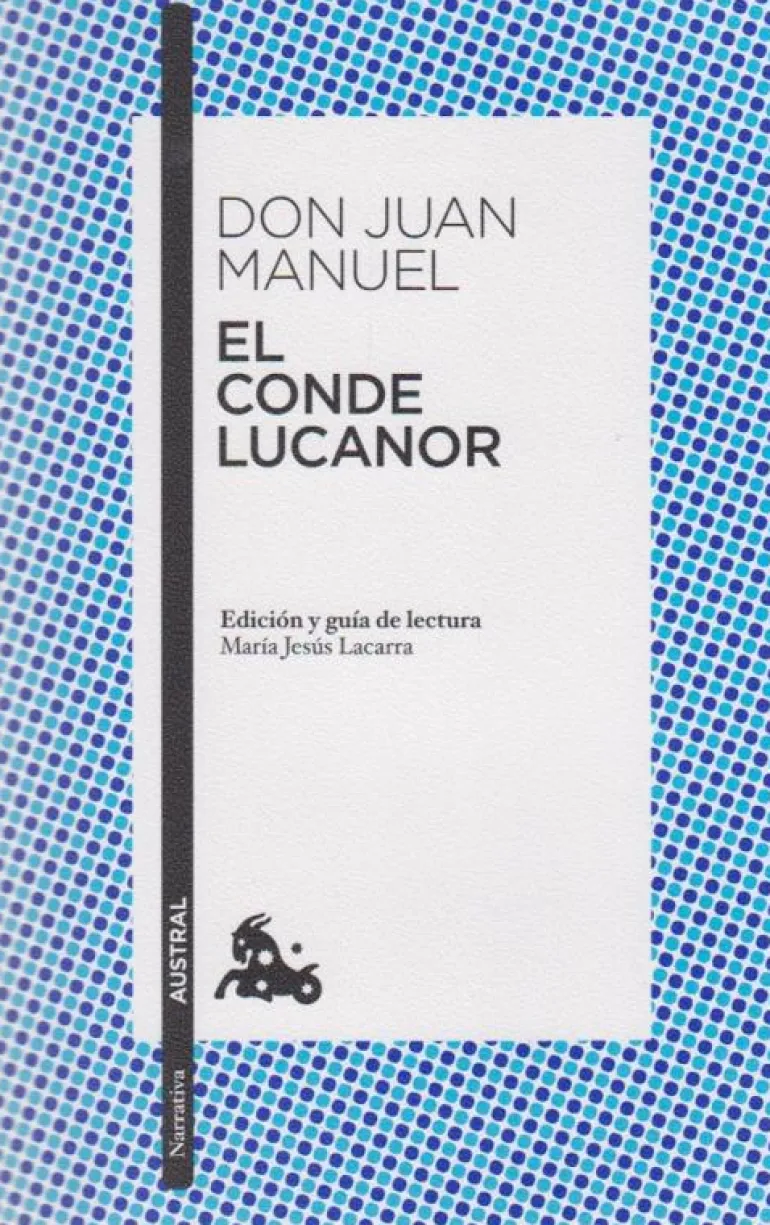 DON JUAN
MANUEL
EL
CONDE
LUCANOR
Edición y guía de lectura
María Jesús Lacarra
AUSTRAL
Narrativa